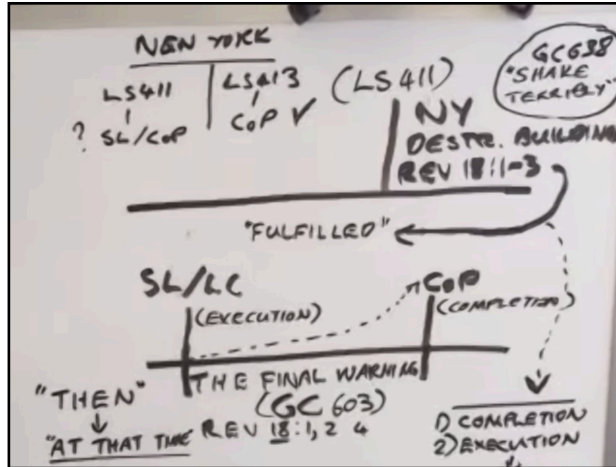 NEW YORK
LS411
LS413
? SL/COP
COP ✓
(LS411)
GC638
"SHAKE
TERRIBLY"
NY
DESTR. BUILDING
REV 18:1-3
"FULFILLED"
SL/LC
COP
(EXECUTION)
(COMPLETION)
THE FINAL WARNING
(GC 603)
REV 18:1, 2 4
"THEN"
"AT THAT TIME"
1) COMPLETION
2) EXECUTION